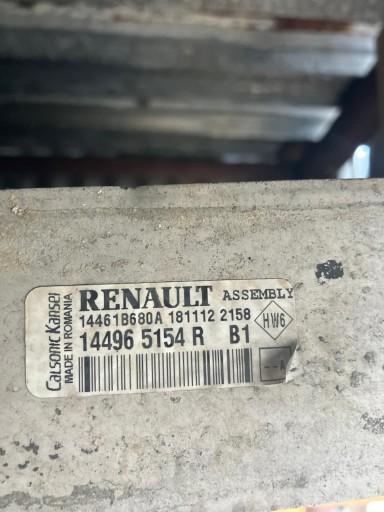 Calsonic Kansei
MADE IN ROMANIA
RENAULT ASSEMBLY
14461B680A 181112 2158
14496 5154 R B1
HW6
--A